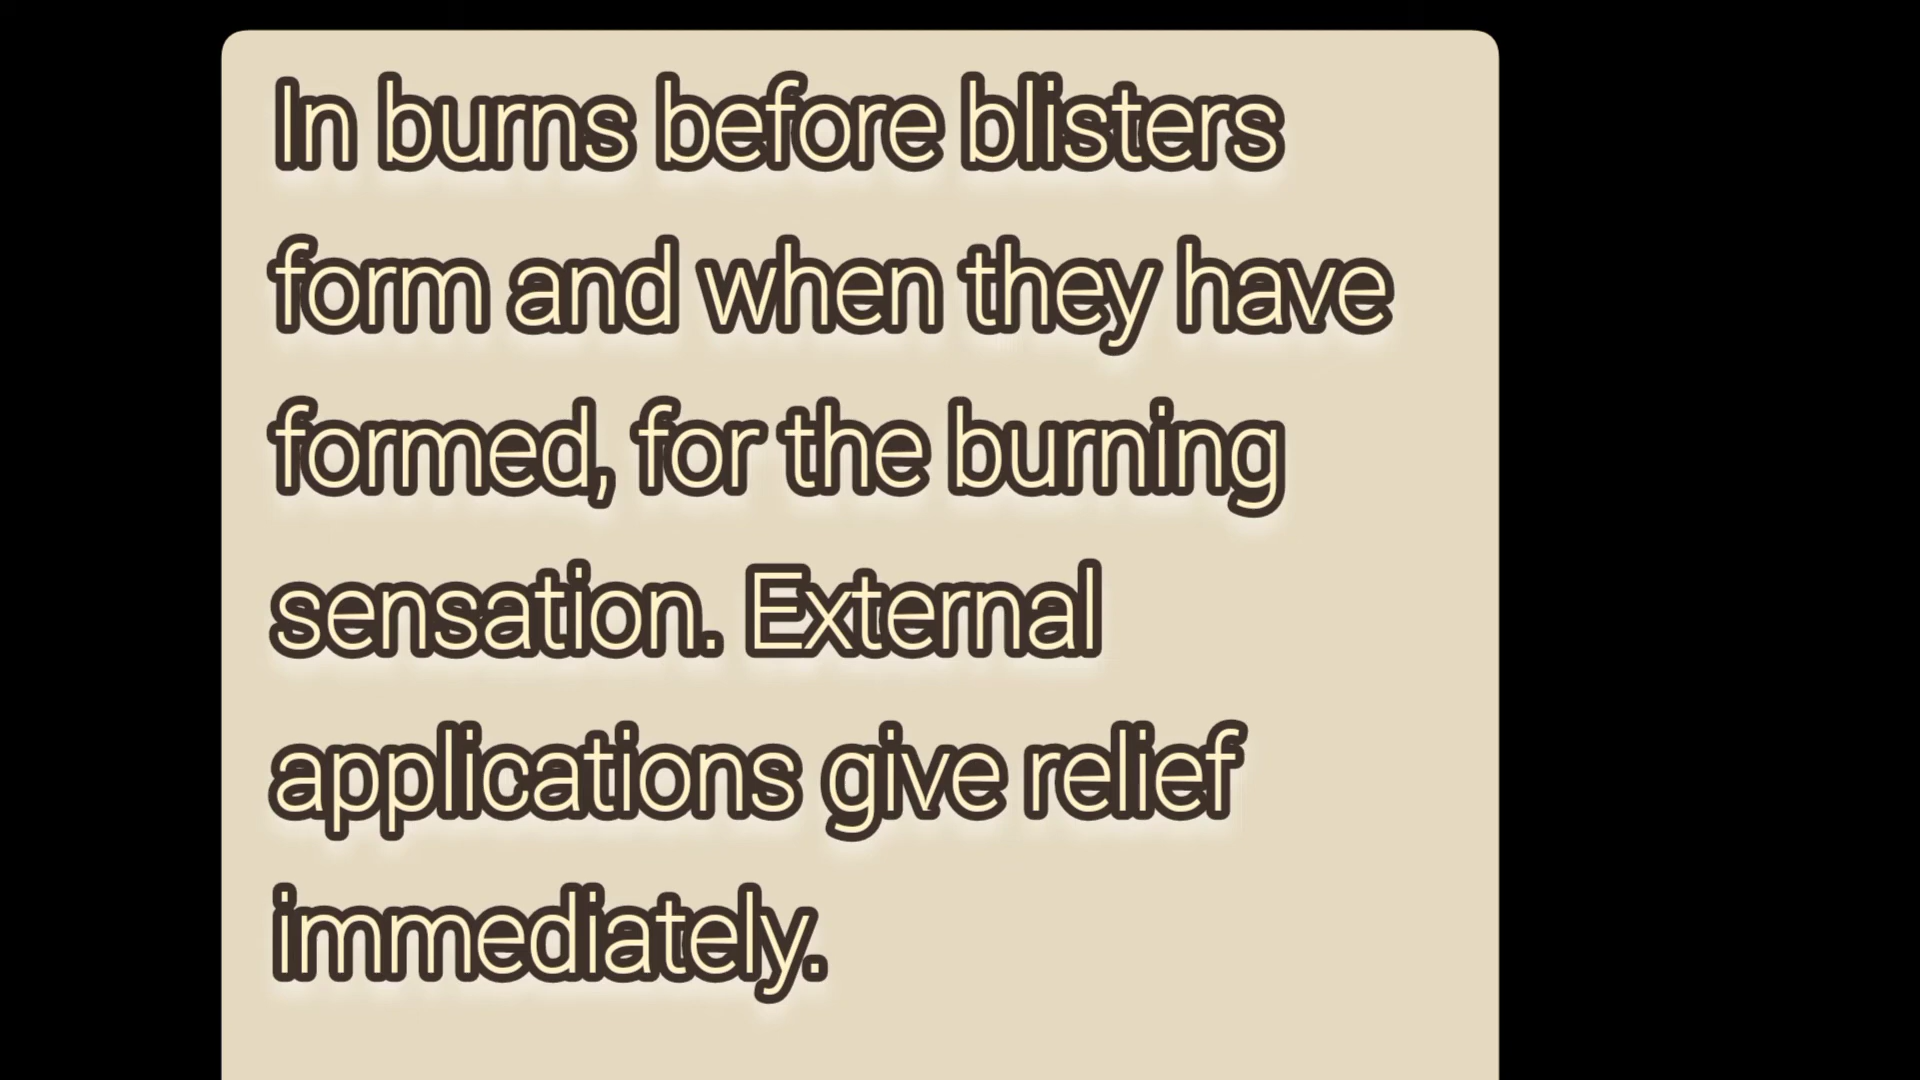 In burns before blisters
form and when they have
formed, for the burning
sensation. External
applications give relief
immediately.